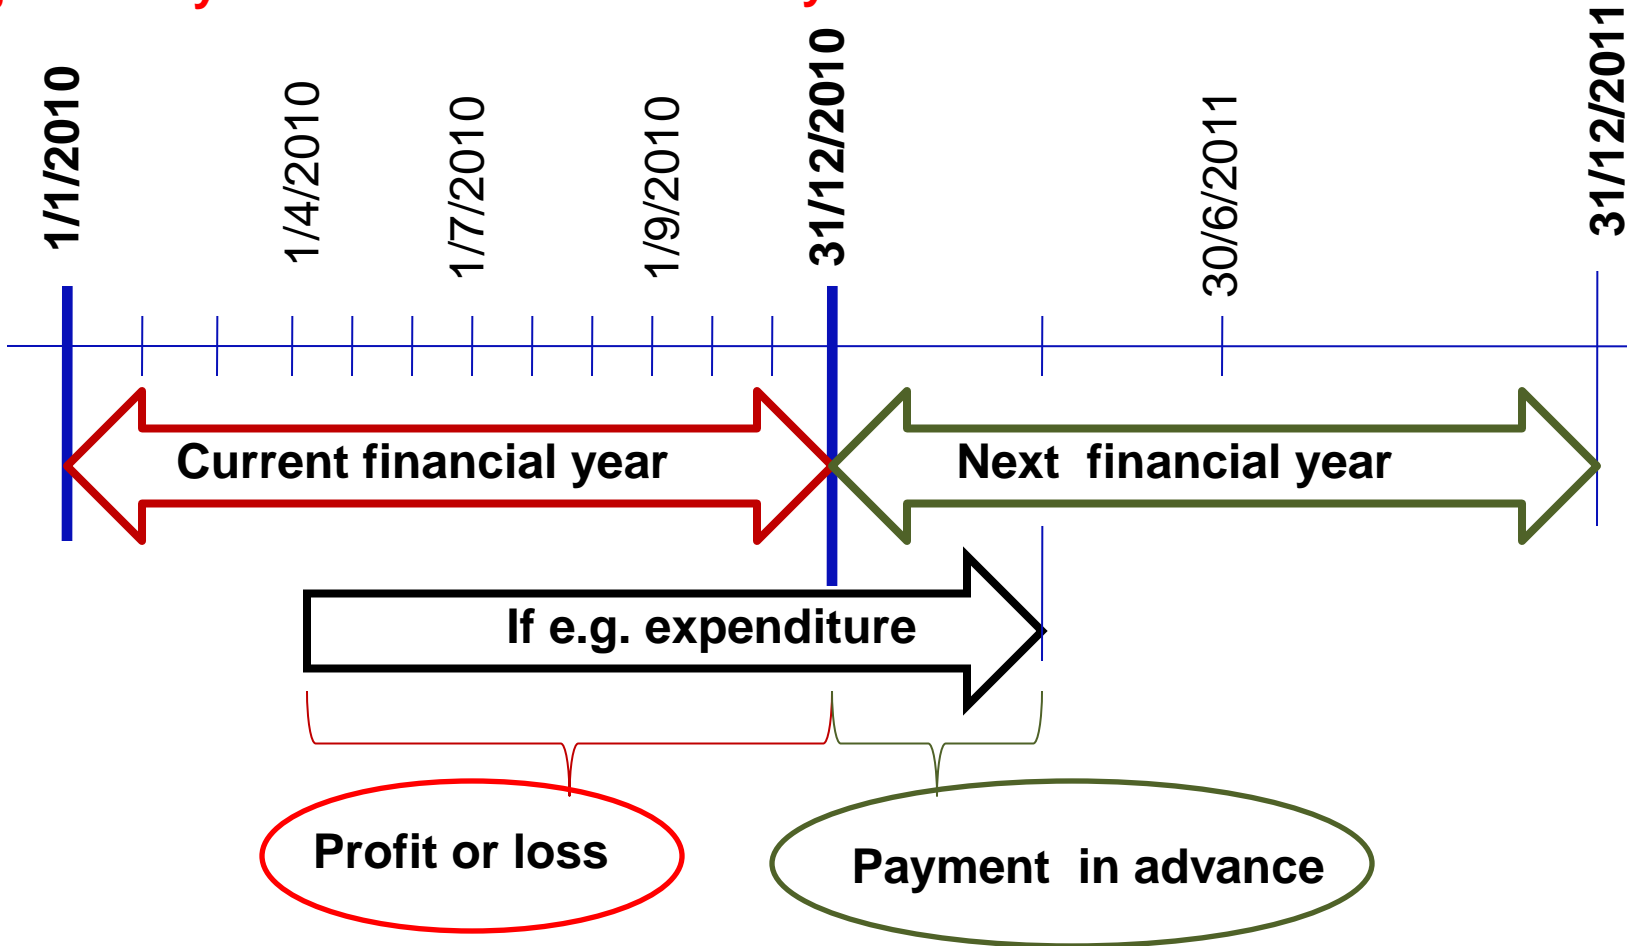 1/1/2010
1/4/2010
1/7/2010
1/9/2010
31/12/2010
30/6/2011
31/12/2011
Current financial year
Next financial year
If e.g. expenditure
Profit or loss
Payment in advance